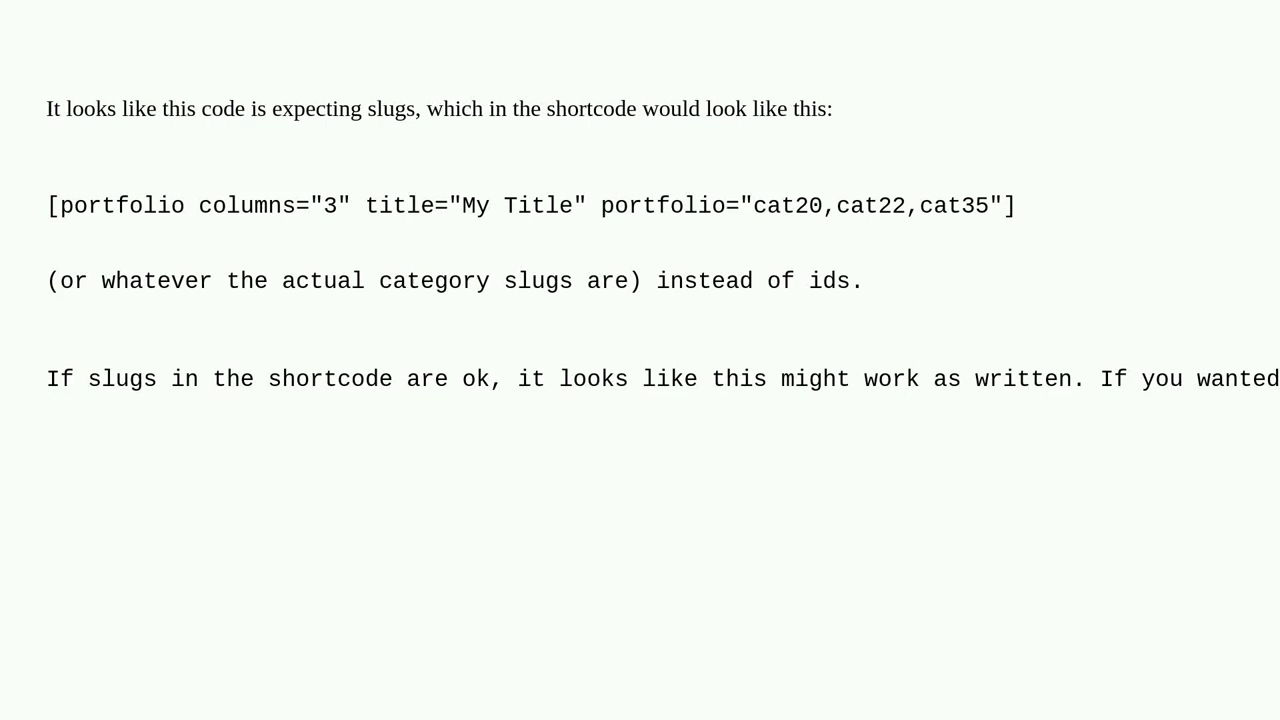 It looks like this code is expecting slugs, which in the shortcode would look like this:
[portfolio columns="3" title="My Title" portfolio="cat20,cat22,cat35"]
(or whatever the actual category slugs are) instead of ids.
If slugs in the shortcode are ok, it looks like this might work as written. If you wanted